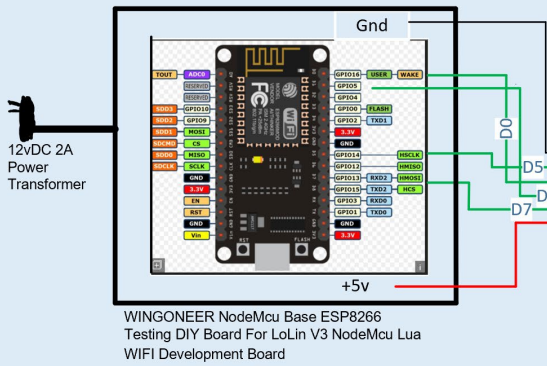 Gnd
TOUT ADC0
RESERVED
RESERVED
SDD3 GPIO10
SDD2 GPIO9
SDD1 MOSI
SDCMD CS
SDD0 MISO
SDCLK SCLK
GND
3.3V
EN
RST
GND
Vin
GPIO16 USER WAKE
GPIO5
GPIO4
GPIO0 FLASH
GPIO2 TXD1
3.3V
GND
GPIO14 HSCLK
GPIO12 HMISO
GPIO13 RXD2 HMOSI
GPIO15 TXD2 HCS
GPIO3 RXD0
GPIO1 TXD0
GND
3.3V
WIFI
FC
RST
FLASH
D0
D5
D
D7
+5v
12vDC 2A
Power
Transformer
WINGONEER NodeMcu Base ESP8266
Testing DIY Board For LoLin V3 NodeMcu Lua
WIFI Development Board